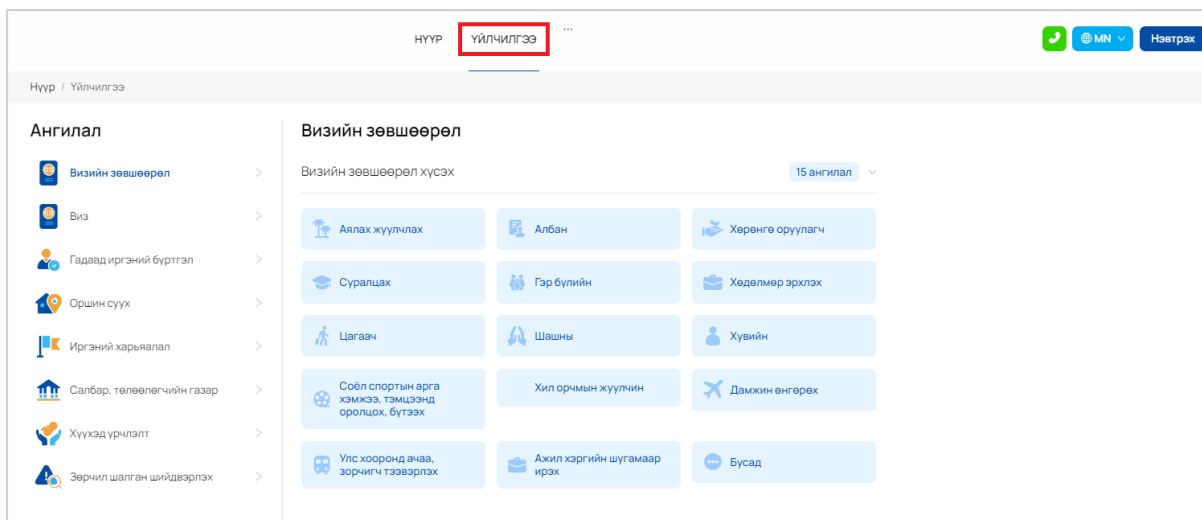 НҮҮР ҮЙЛЧИЛГЭЭ ...
MN Нэвтрэх
Нүүр / Үйлчилгээ
Ангилал
Визийн зөвшөөрөл
Виз
Гадаад иргэний бүртгэл
Оршин суух
Иргэний харьяалал
Салбар, төлөөлөгчийн газар
Хүүхэд үрчлэлт
Зөрчил шалган шийдвэрлэх
Визийн зөвшөөрөл
Визийн зөвшөөрөл хүсэх 15 ангилал
Аялах жуулчлах
Албан
Хөрөнгө оруулагч
Суралцах
Гэр бүлийн
Хөдөлмөр эрхлэх
Цагаач
Шашны
Хувийн
Соёл спортын арга
хэмжээ, тэмцээнд
оролцох, бүтээх
Хил орчмын жуулчин
Дамжин өнгөрөх
Улс хооронд ачаа,
зорчигч тээвэрлэх
Ажил хэргийн шугамаар
ирэх
Бусад